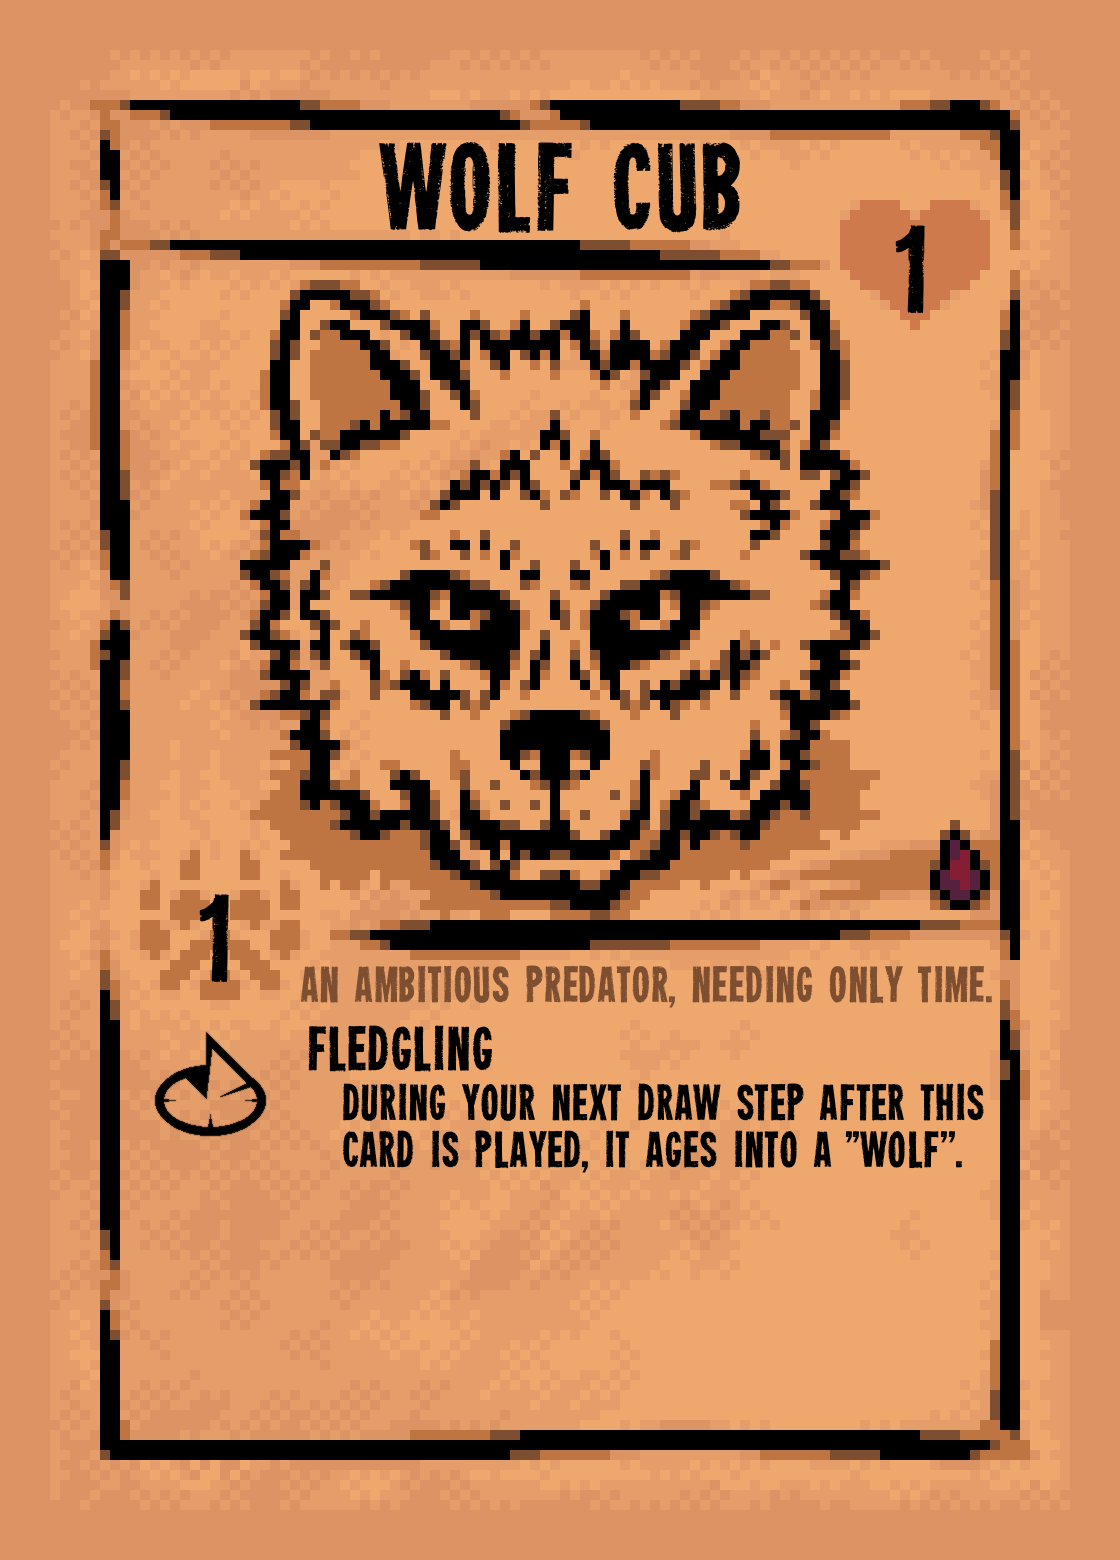 WOLF CUB
1
1
AN AMBITIOUS PREDATOR, NEEDING ONLY TIME.
FLEDGLING
DURING YOUR NEXT DRAW STEP AFTER THIS
CARD IS PLAYED, IT AGES INTO A "WOLF".